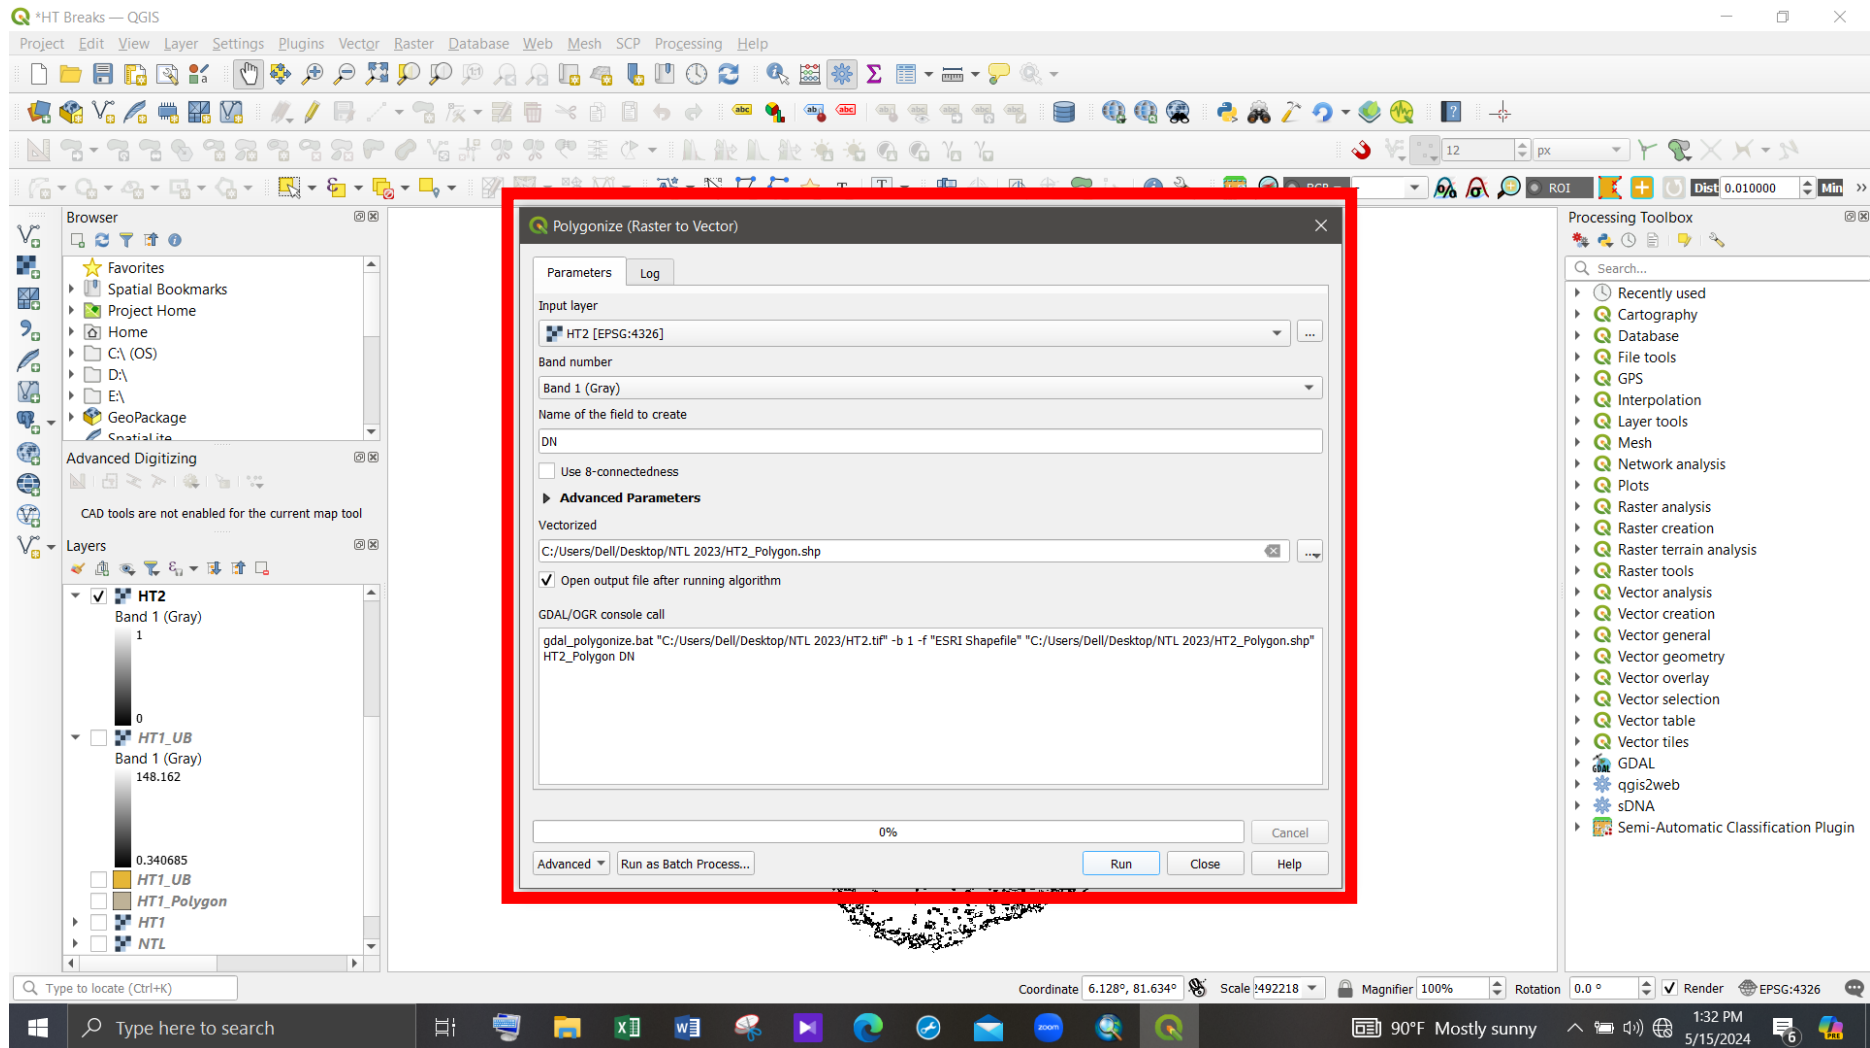 *HT Breaks — QGIS
Project Edit View Layer Settings Plugins Vector Raster Database Web Mesh SCP Processing Help
12 px
ROI Dist 0.010000 Min »
Browser
Favorites
Spatial Bookmarks
Project Home
Home
C:\ (OS)
D:\
E:\
GeoPackage
SpatiaLite
Advanced Digitizing
CAD tools are not enabled for the current map tool
Layers
HT2
Band 1 (Gray)
1
0
HT1_UB
Band 1 (Gray)
148.162
0.340685
HT1_UB
HT1_Polygon
HT1
NTL
Polygonize (Raster to Vector)
Parameters Log
Input layer
HT2 [EPSG:4326]
...
Band number
Band 1 (Gray)
Name of the field to create
DN
Use 8-connectedness
Advanced Parameters
Vectorized
C:/Users/Dell/Desktop/NTL 2023/HT2_Polygon.shp
...
Open output file after running algorithm
GDAL/OGR console call
gdal_polygonize.bat "C:/Users/Dell/Desktop/NTL 2023/HT2.tif" -b 1 -f "ESRI Shapefile" "C:/Users/Dell/Desktop/NTL 2023/HT2_Polygon.shp"
HT2_Polygon DN
0%
Cancel
Advanced Run as Batch Process... Run Close Help
Processing Toolbox
Search...
Recently used
Cartography
Database
File tools
GPS
Interpolation
Layer tools
Mesh
Network analysis
Plots
Raster analysis
Raster creation
Raster terrain analysis
Raster tools
Vector analysis
Vector creation
Vector general
Vector geometry
Vector overlay
Vector selection
Vector table
Vector tiles
GDAL
qgis2web
sDNA
Semi-Automatic Classification Plugin
Type to locate (Ctrl+K)
Coordinate 6.128°, 81.634° Scale 2492218 Magnifier 100% Rotation 0.0 ° Render EPSG:4326
Type here to search
zoom
90°F Mostly sunny
1:32 PM
5/15/2024
6